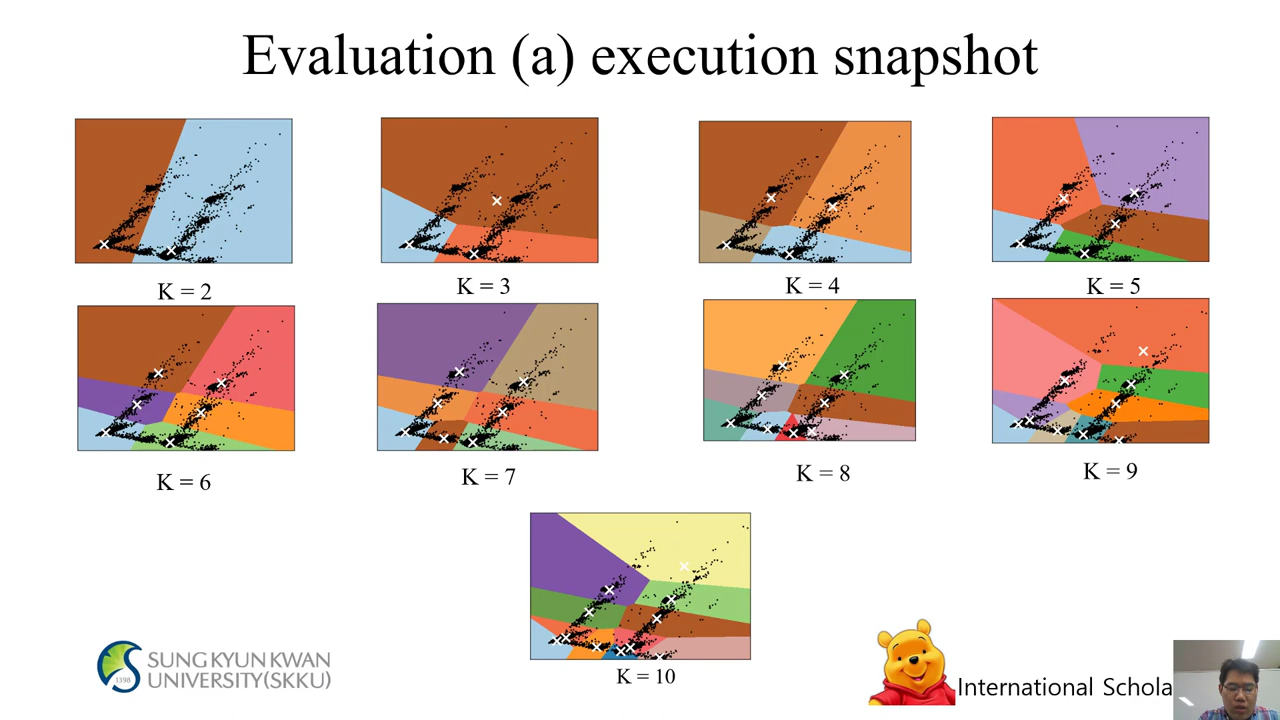 Evaluation (a) execution snapshot
K = 2
K = 3
K = 4
K = 5
K = 6
K = 7
K = 8
K = 9
K = 10
1398
SUNG KYUN KWAN
UNIVERSITY(SKKU)
International Schola